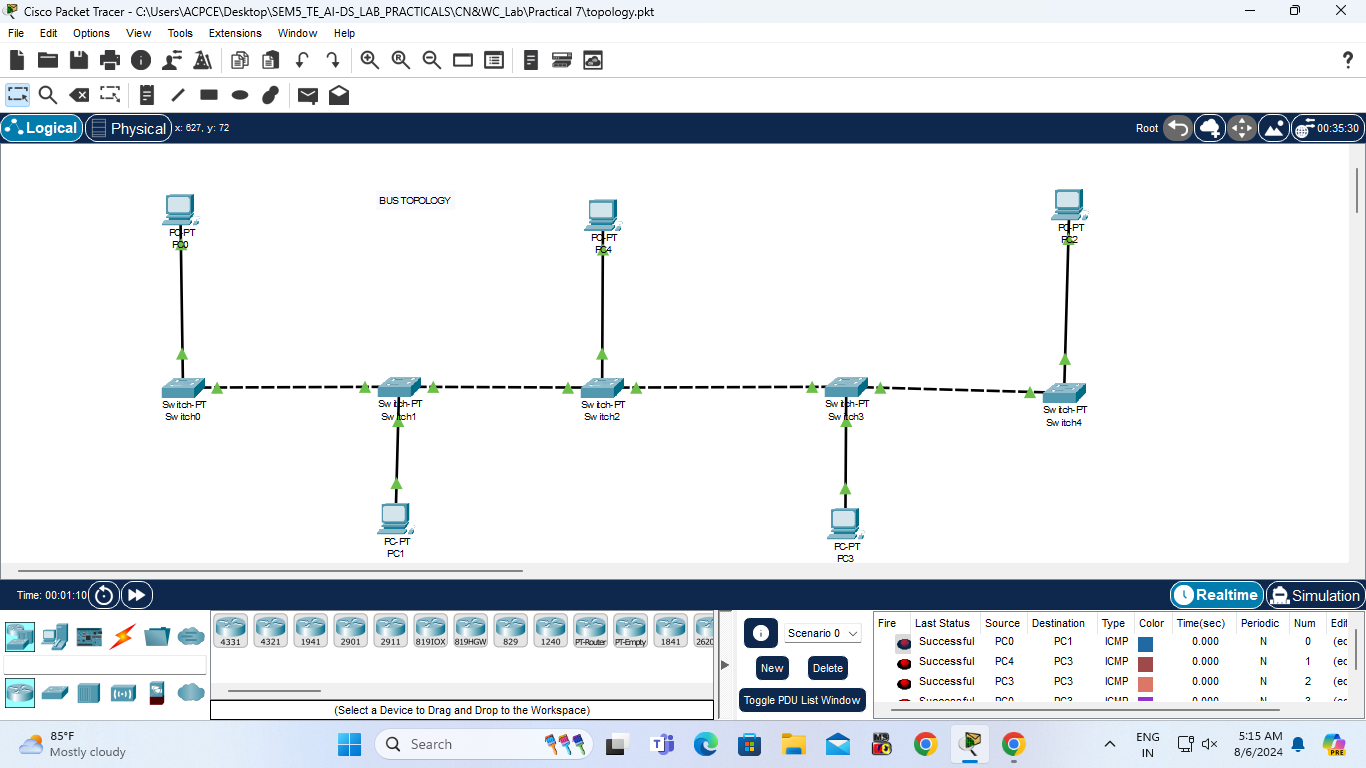 Cisco Packet Tracer - C:\Users\ACPCE\Desktop\SEM5_TE_AI-DS_LAB_PRACTICALS\CN&WC_Lab\Practical 7\topology.pkt
File Edit Options View Tools Extensions Window Help
Logical Physical x: 627, y: 72 Root 00:35:30
BUS TOPOLOGY
PC-PT
PC0
PC-PT
PC4
PC-PT
PC2
Switch-PT
Switch0
Switch-PT
Switch1
Switch-PT
Switch2
Switch-PT
Switch3
Switch-PT
Switch4
PC-PT
PC1
PC-PT
PC3
Time: 00:01:10 Realtime Simulation
4331 4321 1941 2901 2911 819IOX 819HGW 829 1240 PT-Router PT-Empty 1841 2620
(Select a Device to Drag and Drop to the Workspace)
Scenario 0
New Delete
Toggle PDU List Window
Fire Last Status Source Destination Type Color Time(sec) Periodic Num Edit
Successful PC0 PC1 ICMP 0.000 N 0 (ec
Successful PC4 PC3 ICMP 0.000 N 1 (ec
Successful PC3 PC3 ICMP 0.000 N 2 (ec
Successful PC0 PC3 ICMP 0.000 N 3 (ec
85°F
Mostly cloudy
Search
ENG
IN
5:15 AM
8/6/2024
PRE